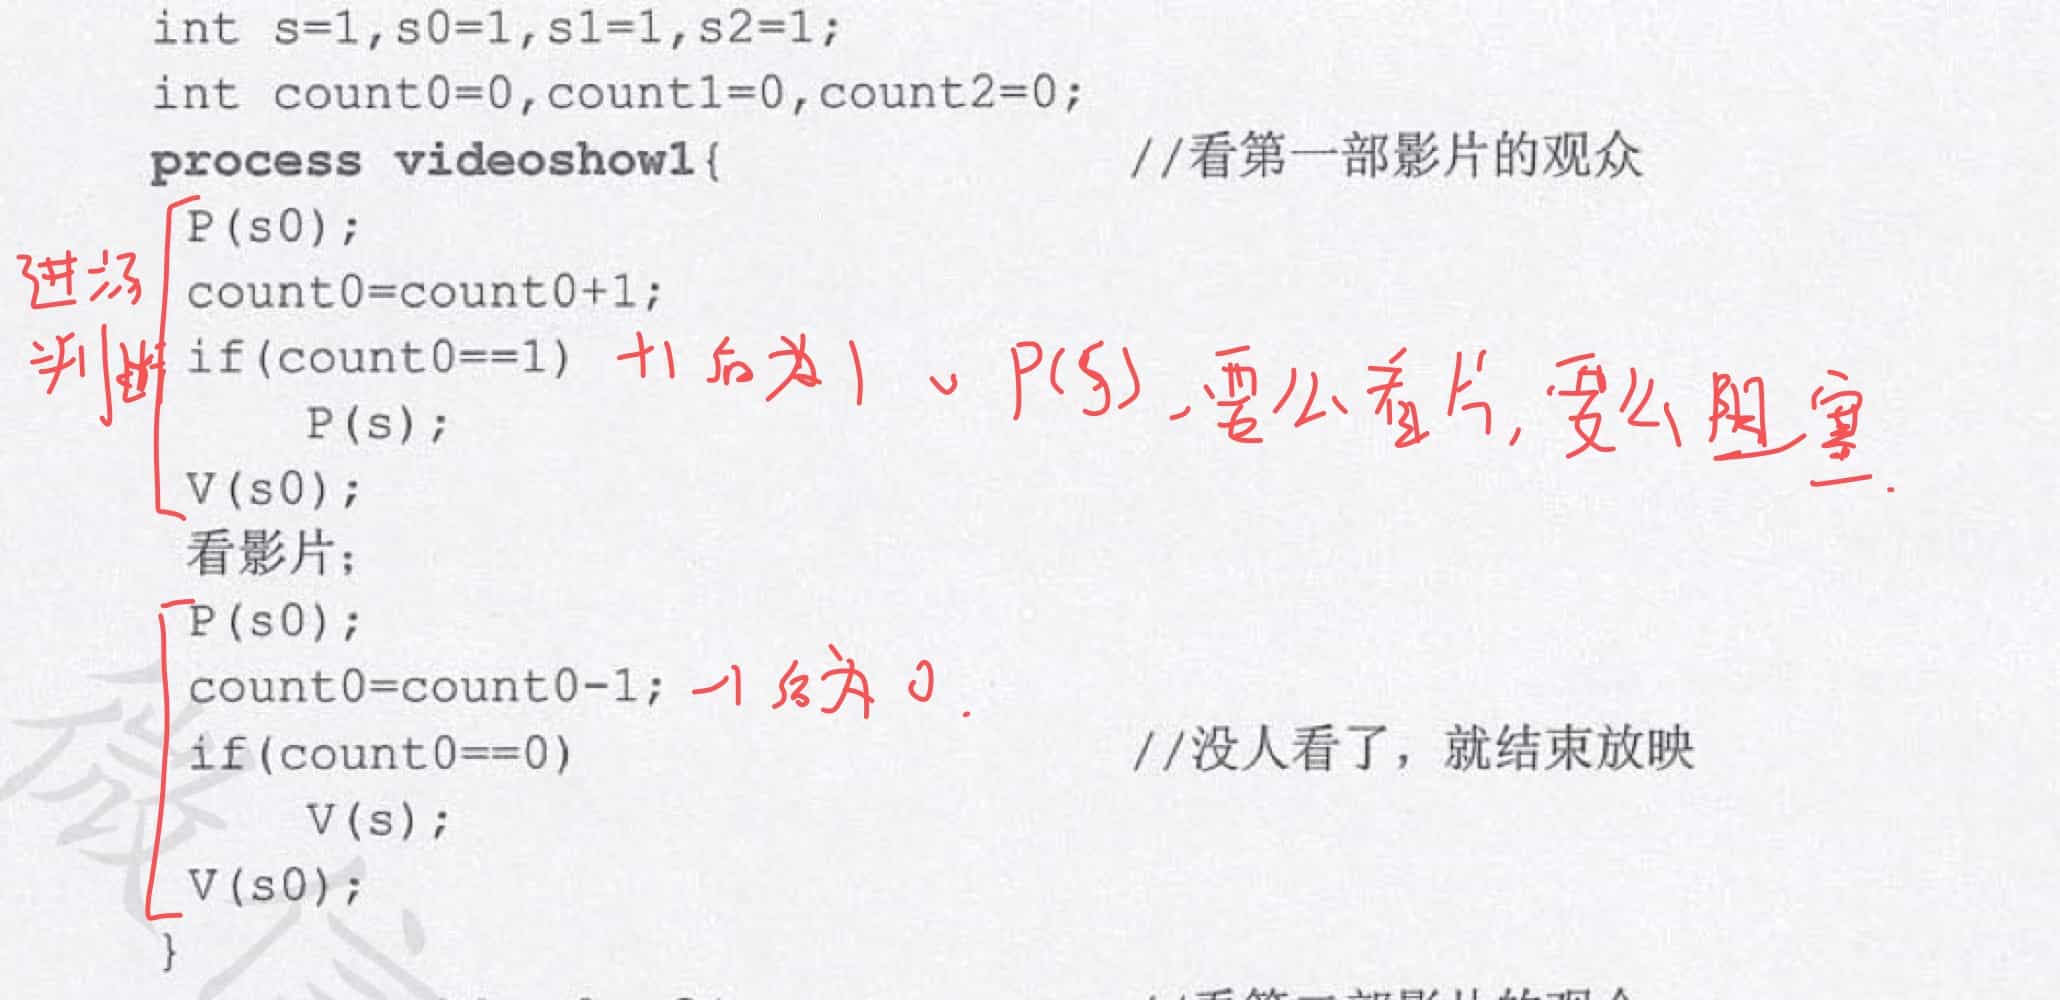 int s=1,s0=1,s1=1,s2=1;
int count0=0,count1=0,count2=0;
process videoshow1{ //看第一部影片的观众
P(s0);
进场
count0=count0+1;
判断
if(count0==1) +1后为1、P(S),要么看片,要么阻塞.
P(s);
V(s0);
看影片;
P(s0);
count0=count0-1; -1后为0.
if(count0==0) //没人看了，就结束放映
V(s);
V(s0);
}